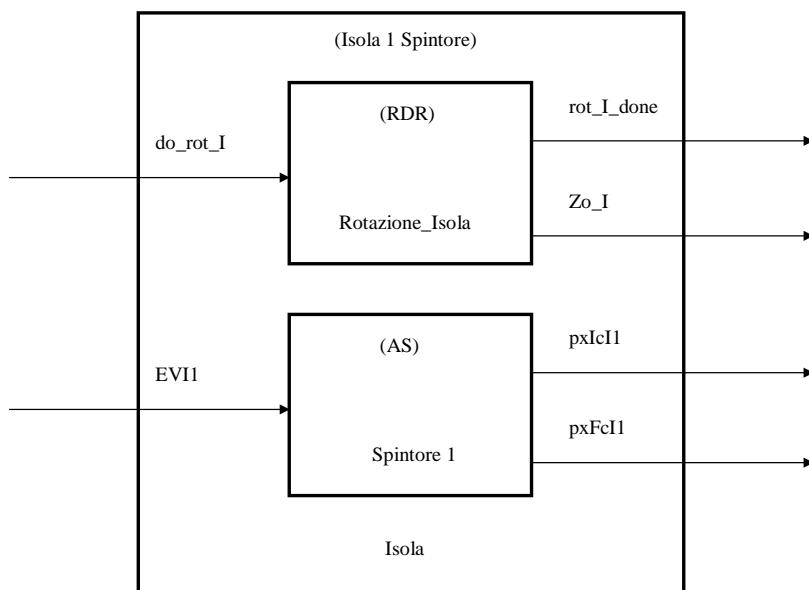 (Isola 1 Spintore)
(RDR)
rot_I_done
do_rot_I
Zo_I
Rotazione_Isola
(AS)
pxIcI1
EVI1
pxFcI1
Spintore 1
Isola